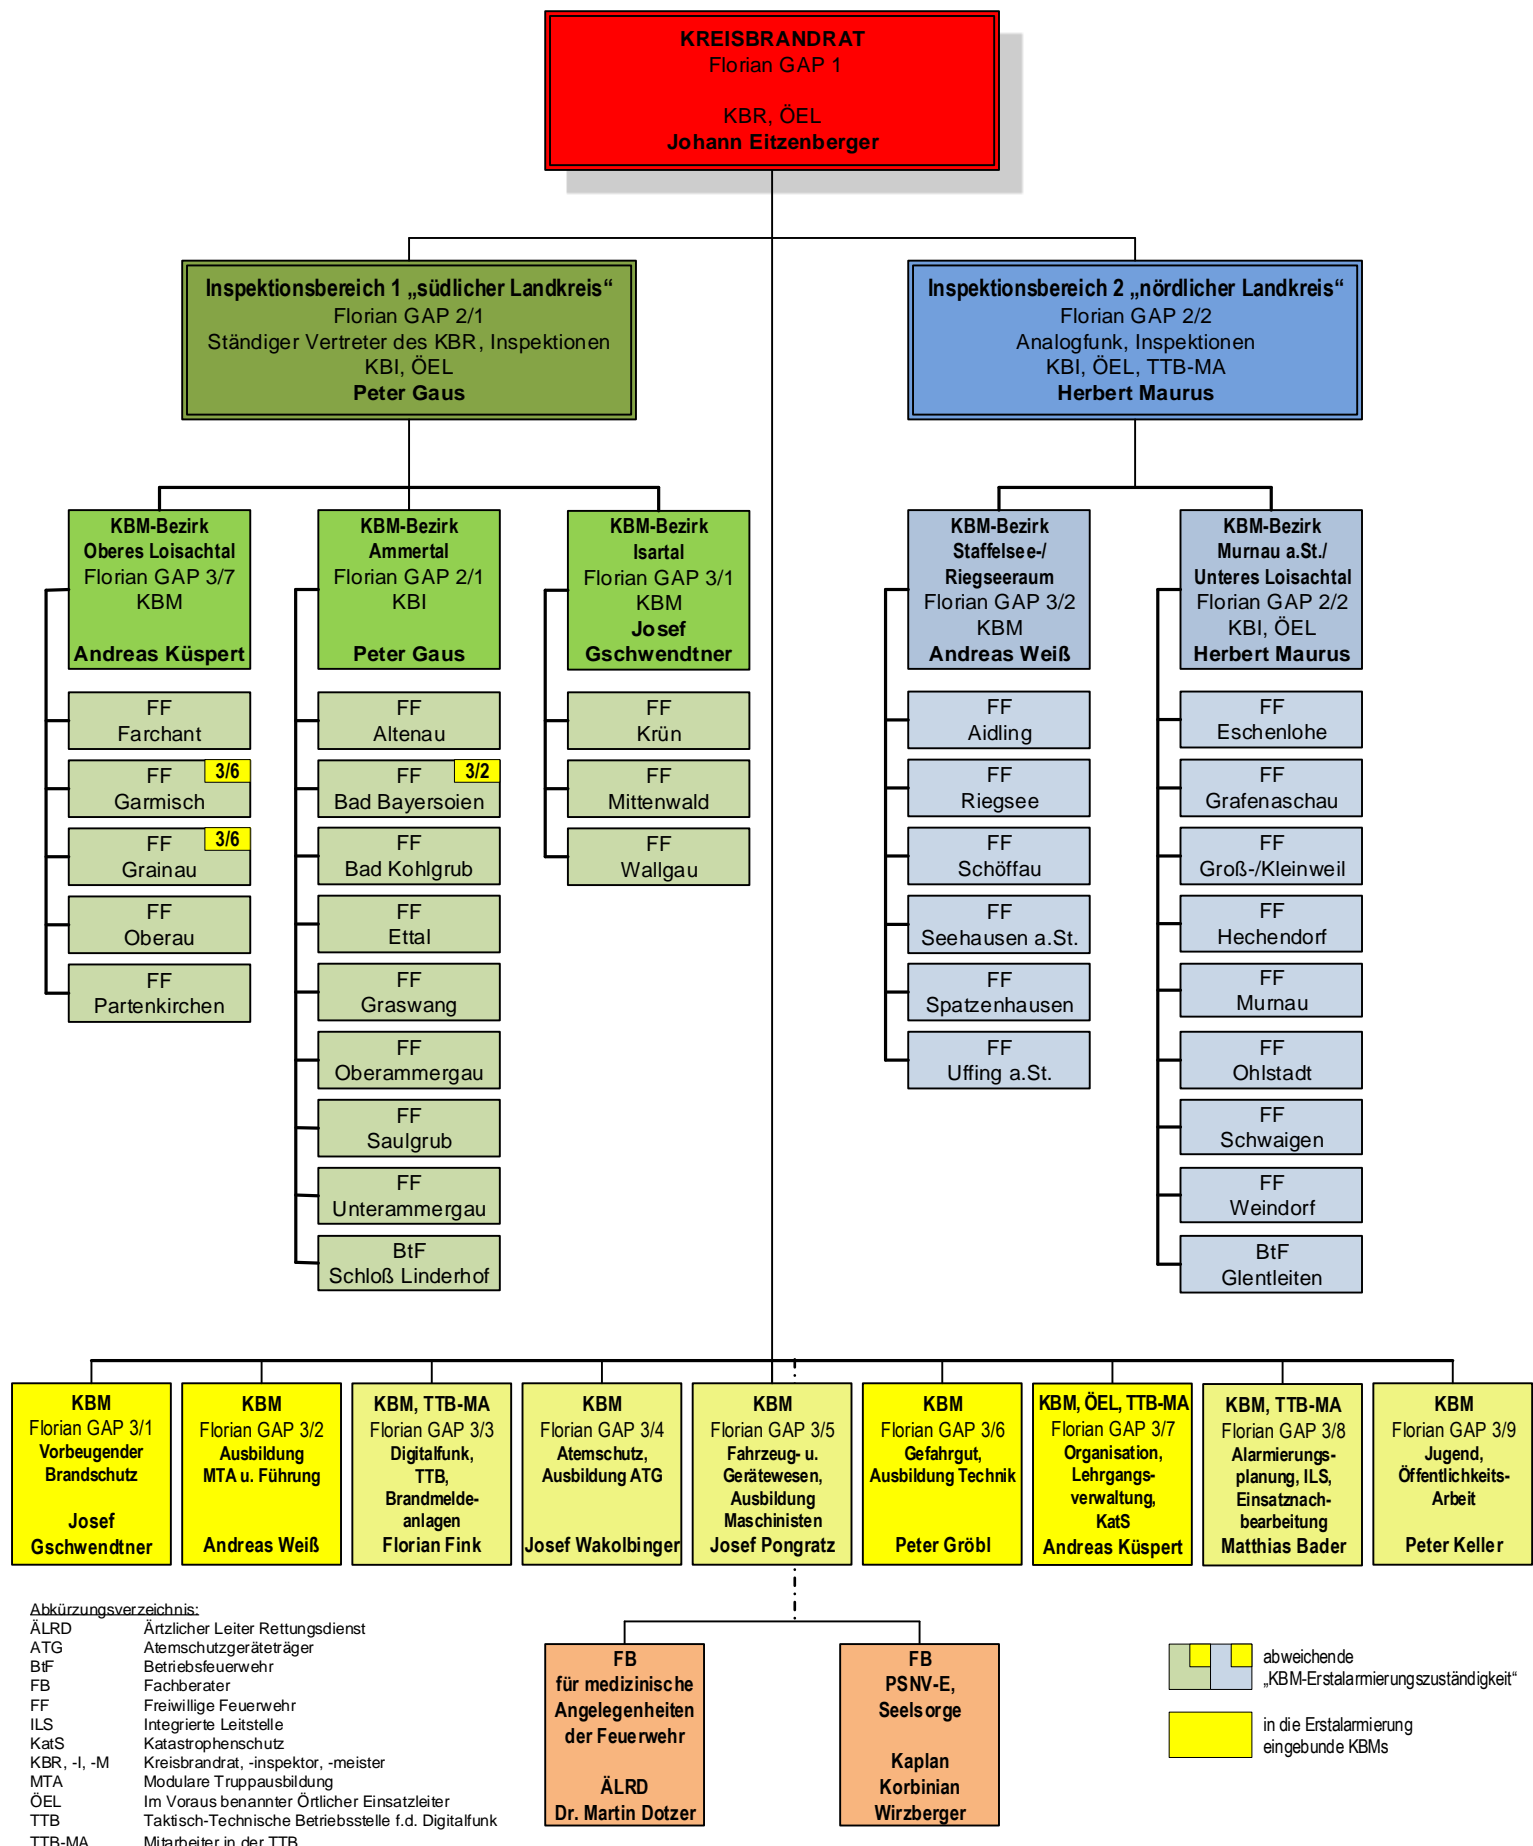 KREISBRANDRAT
Florian GAP 1
KBR, ÖEL
Johann Eitzenberger
Inspektionsbereich 1 „südlicher Landkreis“
Florian GAP 2/1
Ständiger Vertreter des KBR, Inspektionen
KBI, ÖEL
Peter Gaus
Inspektionsbereich 2 „nördlicher Landkreis“
Florian GAP 2/2
Analogfunk, Inspektionen
KBI, ÖEL, TTB-MA
Herbert Maurus
KBM-Bezirk
Oberes Loisachtal
Florian GAP 3/7
KBM
Andreas Küspert
FF
Farchant
FF 3/6
Garmisch
FF 3/6
Grainau
FF
Oberau
FF
Partenkirchen
KBM-Bezirk
Ammertal
Florian GAP 2/1
KBI
Peter Gaus
FF
Altenau
FF 3/2
Bad Bayersoien
FF
Bad Kohlgrub
FF
Ettal
FF
Graswang
FF
Oberammergau
FF
Saulgrub
FF
Unterammergau
BtF
Schloß Linderhof
KBM-Bezirk
Isartal
Florian GAP 3/1
KBM
Josef
Gschwendtner
FF
Krün
FF
Mittenwald
FF
Wallgau
KBM-Bezirk
Staffelsee-/
Riegseeraum
Florian GAP 3/2
KBM
Andreas Weiß
FF
Aidling
FF
Riegsee
FF
Schöffau
FF
Seehausen a.St.
FF
Spatzenhausen
FF
Uffing a.St.
KBM-Bezirk
Murnau a.St./
Unteres Loisachtal
Florian GAP 2/2
KBI, ÖEL
Herbert Maurus
FF
Eschenlohe
FF
Grafenaschau
FF
Groß-/Kleinweil
FF
Hechendorf
FF
Murnau
FF
Ohlstadt
FF
Schwaigen
FF
Weindorf
BtF
Glentleiten
KBM
Florian GAP 3/1
Vorbeugender
Brandschutz
Josef
Gschwendtner
KBM
Florian GAP 3/2
Ausbildung
MTA u. Führung
Andreas Weiß
KBM, TTB-MA
Florian GAP 3/3
Digitalfunk,
TTB,
Brandmelde-
anlagen
Florian Fink
KBM
Florian GAP 3/4
Atemschutz,
Ausbildung ATG
Josef Wakolbinger
KBM
Florian GAP 3/5
Fahrzeug- u.
Gerätewesen,
Ausbildung
Maschinisten
Josef Pongratz
KBM
Florian GAP 3/6
Gefahrgut,
Ausbildung Technik
Peter Gröbl
KBM, ÖEL, TTB-MA
Florian GAP 3/7
Organisation,
Lehrgangs-
verwaltung,
KatS
Andreas Küspert
KBM, TTB-MA
Florian GAP 3/8
Alarmierungs-
planung, ILS,
Einsatznach-
bearbeitung
Matthias Bader
KBM
Florian GAP 3/9
Jugend,
Öffentlichkeits-
Arbeit
Peter Keller
Abkürzungsverzeichnis:
ÄLRD Ärtzlicher Leiter Rettungsdienst
ATG Atemschutzgeräteträger
BtF Betriebsfeuerwehr
FB Fachberater
FF Freiwillige Feuerwehr
ILS Integrierte Leitstelle
KatS Katastrophenschutz
KBR, -I, -M Kreisbrandrat, -inspektor, -meister
MTA Modulare Truppausbildung
ÖEL Im Voraus benannter Örtlicher Einsatzleiter
TTB Taktisch-Technische Betriebsstelle f.d. Digitalfunk
TTB-MA Mitarbeiter in der TTB
FB
für medizinische
Angelegenheiten
der Feuerwehr
ÄLRD
Dr. Martin Dotzer
FB
PSNV-E,
Seelsorge
Kaplan
Korbinian
Wirzberger
abweichende
„KBM-Erstalarmierungszuständigkeit“
in die Erstalarmierung
eingebunde KBMs